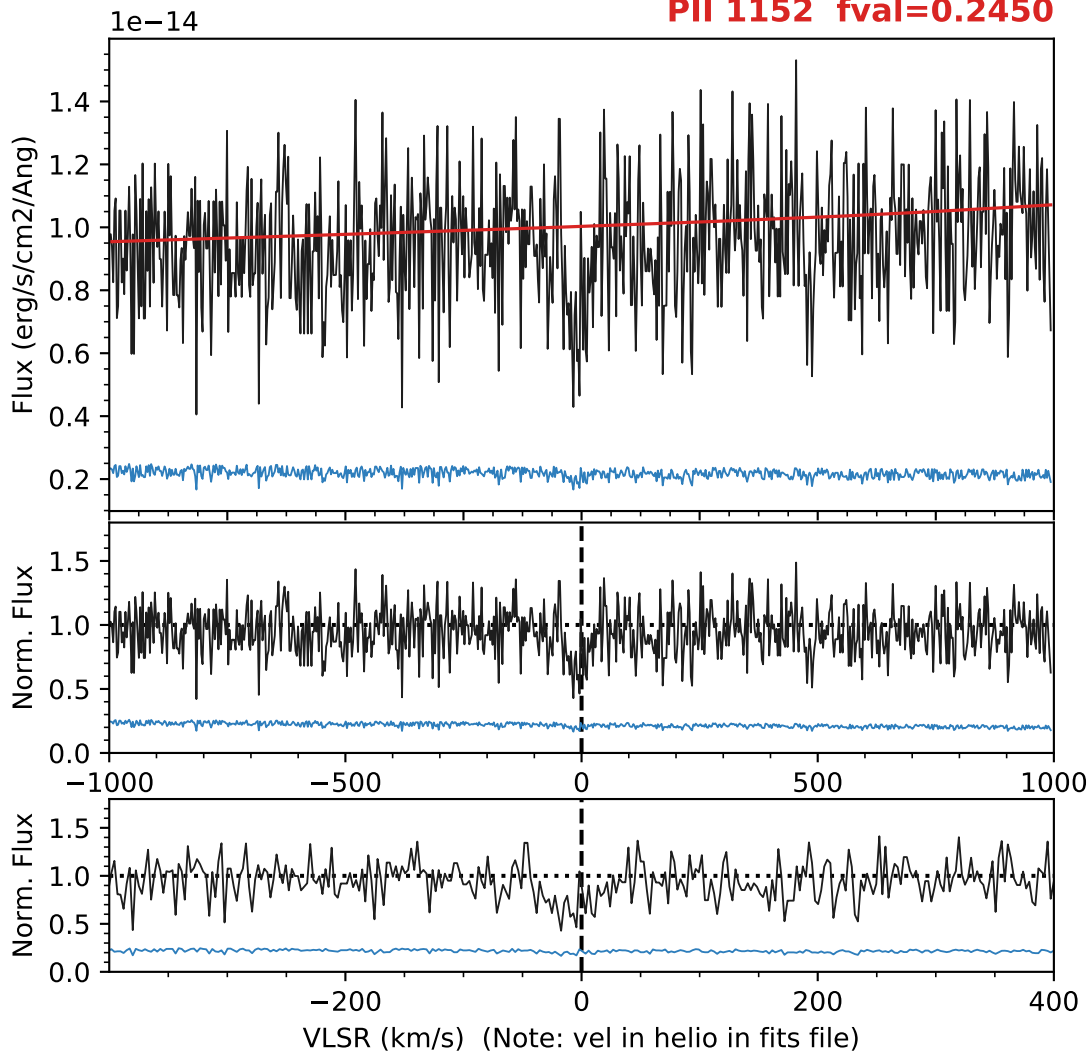 PII 1152 fval=0.2450
1e−14
1.4
1.2
1.0
0.8
0.6
0.4
0.2
Flux (erg/s/cm2/Ang)
1.5
1.0
0.5
0.0
Norm. Flux
−1000 −500 0 500 1000
1.5
1.0
0.5
0.0
Norm. Flux
−200 0 200 400
VLSR (km/s) (Note: vel in helio in fits file)